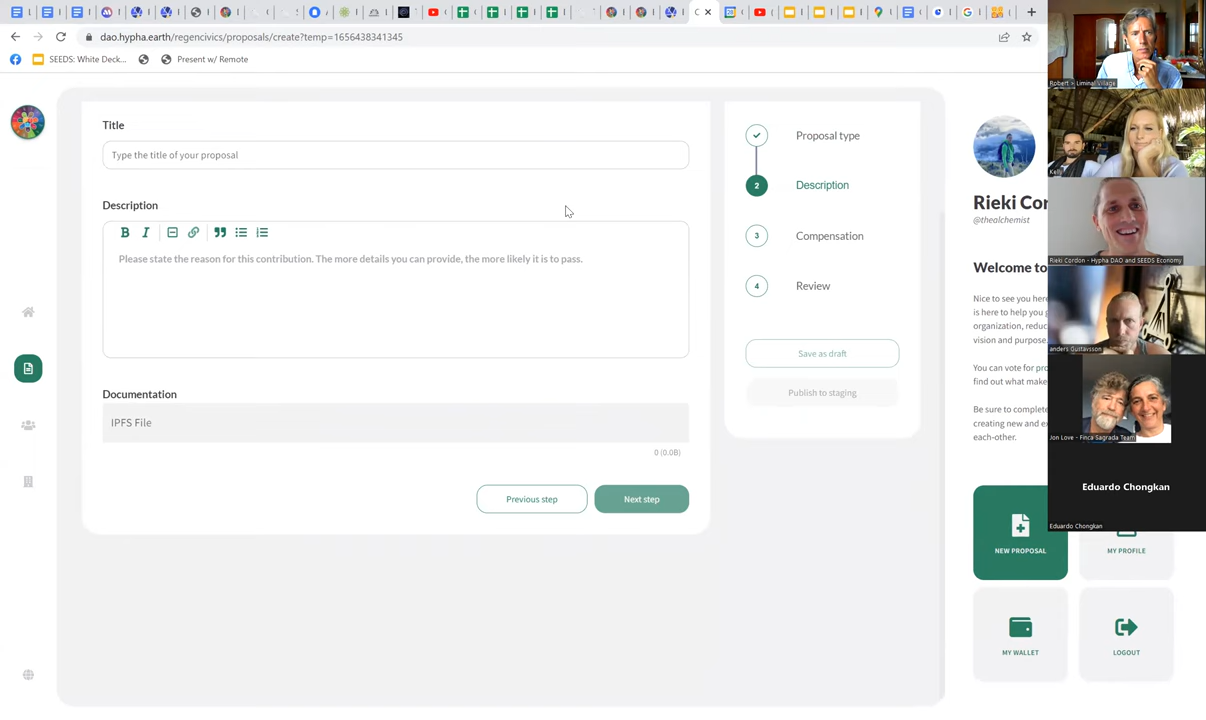 dao.hypha.earth/regencivics/proposals/create?temp=1656438341345
SEEDS: White Deck...
Present w/ Remote
Title
Type the title of your proposal
Description
B I
Please state the reason for this contribution. The more details you can provide, the more likely it is to pass.
Documentation
IPFS File
0 (0.0B)
Previous step
Next step
Proposal type
2
Description
3
Compensation
4
Review
Save as draft
Publish to staging
Rieki Cor
@thealchemist
Welcome to
Nice to see you here
is here to help you g
organization, reduc
vision and purpose.
You can vote for pro
find out what make
Be sure to complete
creating new and ex
each-other.
NEW PROPOSAL
MY PROFILE
MY WALLET
LOGOUT
Robert > Liminal Village
Kelli
Rieki Cordon - Hypha DAO and SEEDS Economy
anders Gustavsson
Jon Love - Finca Sagrada Team
Eduardo Chongkan
Eduardo Chongkan